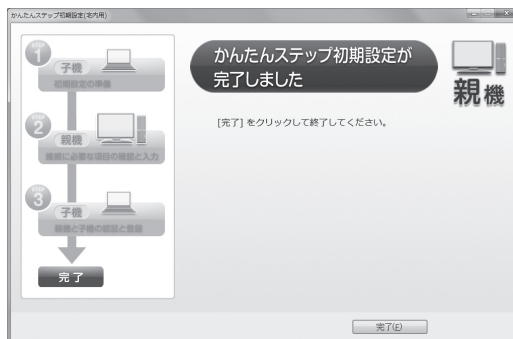 かんたんステップ初期設定(宅内用)
STEP
1
子機
初期設定の準備
STEP
2
親機
接続に必要な項目の確認と入力
STEP
3
子機
親機と子機の認証と登録
完了
かんたんステップ初期設定が
完了しました
親機
[完了] をクリックして終了してください。
完了(E)